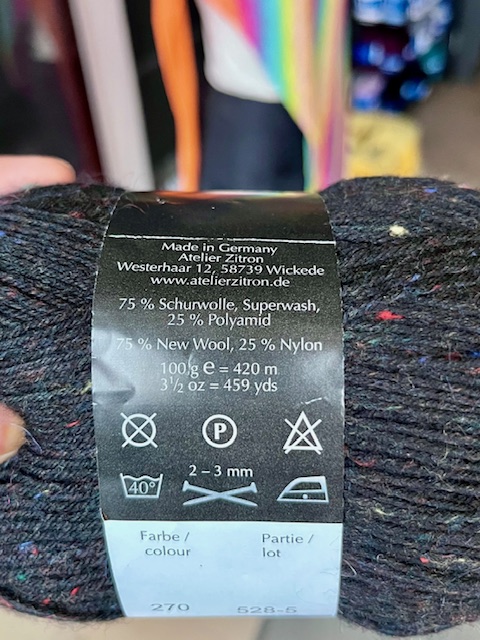 Made in Germany
Atelier Zitron
Westerhaar 12, 58739 Wickede
www.atelierzitron.de
75 % Schurwolle, Superwash,
25 % Polyamid
75 % New Wool, 25 % Nylon
100 g e = 420 m
3 1/2 oz = 459 yds
P
2 – 3 mm
40°
Farbe / Partie /
colour lot
270 528-5